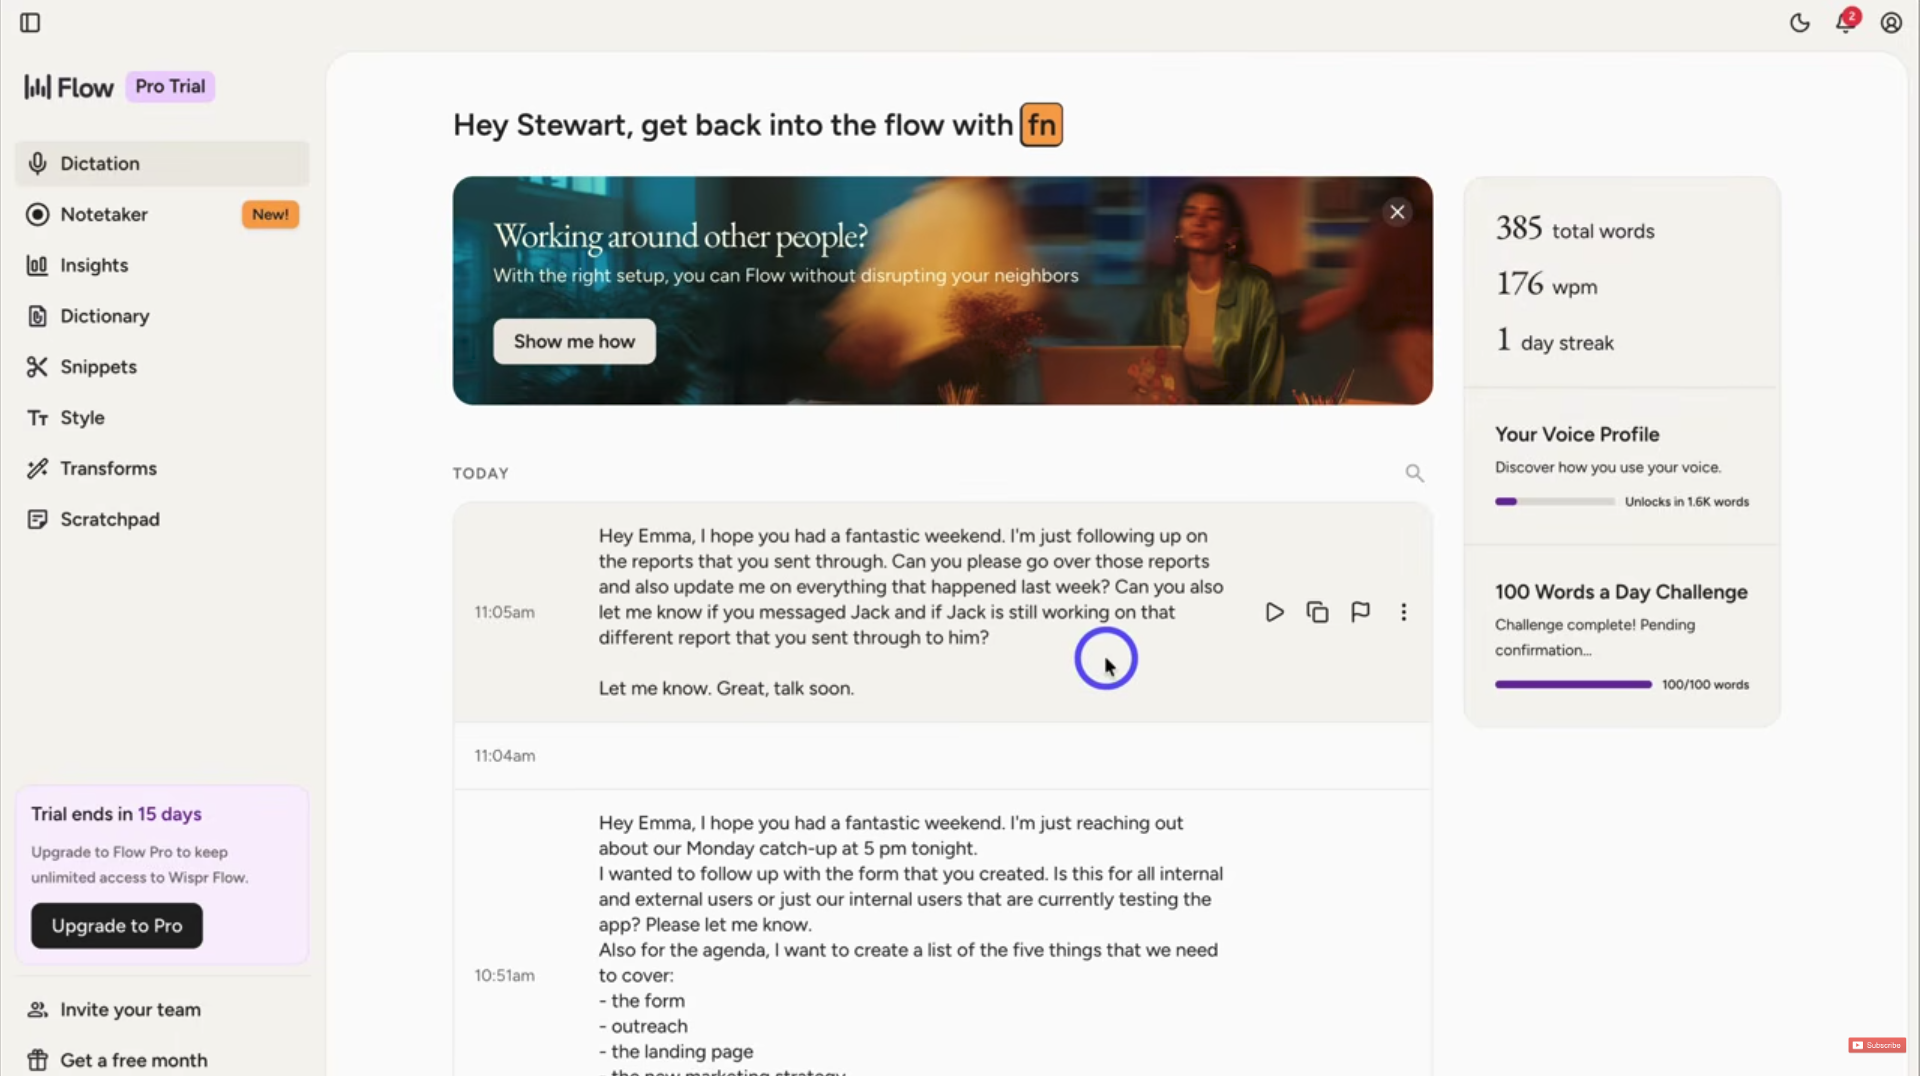 2
Flow Pro Trial
Dictation
Notetaker New!
Insights
Dictionary
Snippets
Style
Transforms
Scratchpad
Trial ends in 15 days
Upgrade to Flow Pro to keep
unlimited access to Wispr Flow.
Upgrade to Pro
Invite your team
Get a free month
Hey Stewart, get back into the flow with fn
Working around other people?
With the right setup, you can Flow without disrupting your neighbors
Show me how
TODAY
11:05am
Hey Emma, I hope you had a fantastic weekend. I'm just following up on
the reports that you sent through. Can you please go over those reports
and also update me on everything that happened last week? Can you also
let me know if you messaged Jack and if Jack is still working on that
different report that you sent through to him?
Let me know. Great, talk soon.
11:04am
10:51am
Hey Emma, I hope you had a fantastic weekend. I'm just reaching out
about our Monday catch-up at 5 pm tonight.
I wanted to follow up with the form that you created. Is this for all internal
and external users or just our internal users that are currently testing the
app? Please let me know.
Also for the agenda, I want to create a list of the five things that we need
to cover:
- the form
- outreach
- the landing page
- the new marketing strategy
385 total words
176 wpm
1 day streak
Your Voice Profile
Discover how you use your voice.
Unlocks in 1.6K words
100 Words a Day Challenge
Challenge complete! Pending
confirmation...
100/100 words
Subscribe